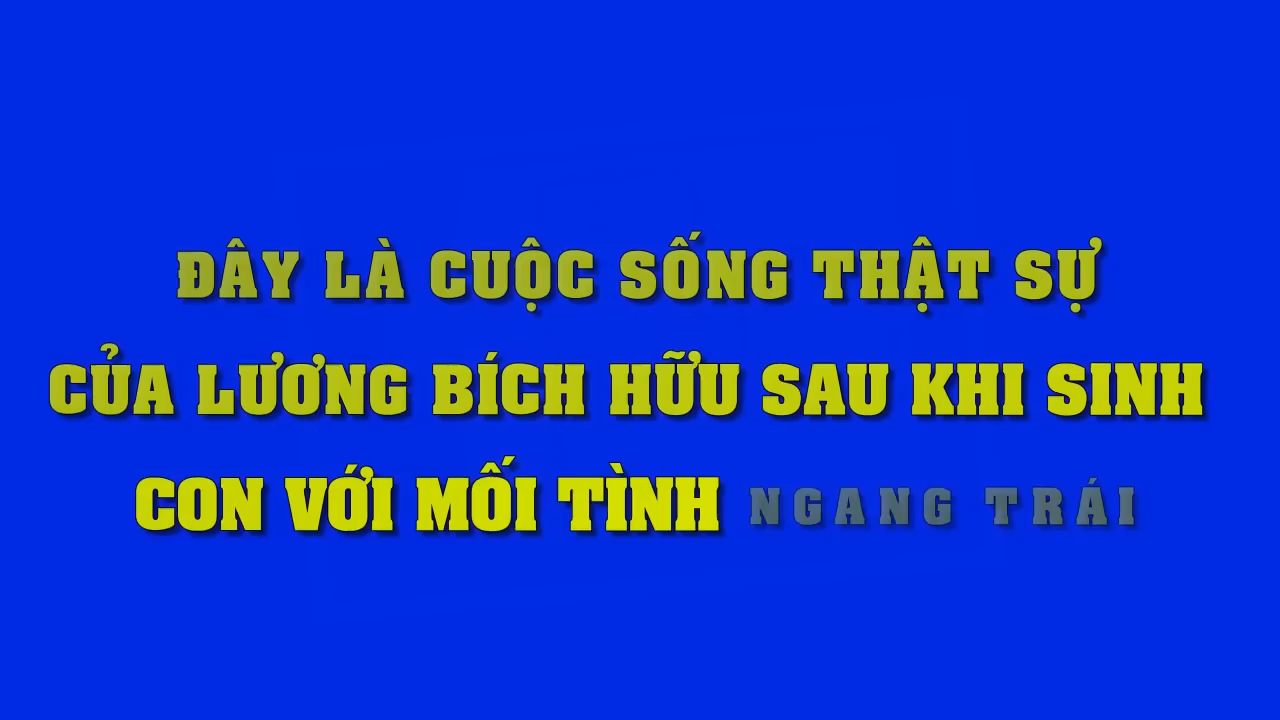 ĐÂY LÀ CUỘC SỐNG THẬT SỰ
CỦA LƯƠNG BÍCH HỮU SAU KHI SINH
CON VỚI MỐI TÌNH NGANG TRÁI